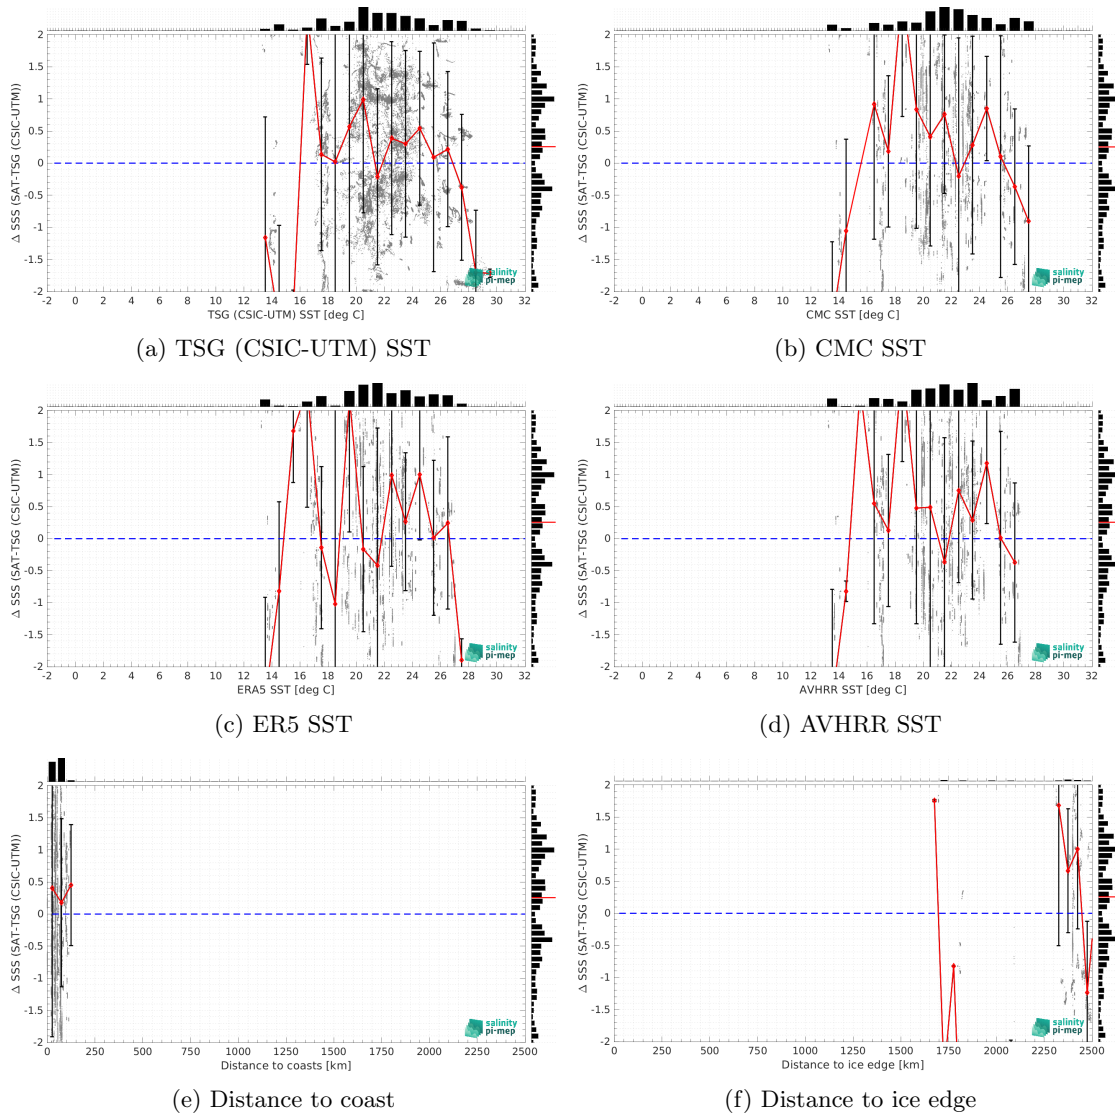 2
1.5
1
0.5
0
-0.5
-1
-1.5
-2
Δ SSS (SAT-TSG (CSIC-UTM))
-2 0 2 4 6 8 10 12 14 16 18 20 22 24 26 28 30 32
TSG (CSIC-UTM) SST [deg C]
salinity
pi-mep
(a) TSG (CSIC-UTM) SST
2
1.5
1
0.5
0
-0.5
-1
-1.5
-2
Δ SSS (SAT-TSG (CSIC-UTM))
-2 0 2 4 6 8 10 12 14 16 18 20 22 24 26 28 30 32
CMC SST [deg C]
salinity
pi-mep
(b) CMC SST
2
1.5
1
0.5
0
-0.5
-1
-1.5
-2
Δ SSS (SAT-TSG (CSIC-UTM))
-2 0 2 4 6 8 10 12 14 16 18 20 22 24 26 28 30 32
ERA5 SST [deg C]
salinity
pi-mep
(c) ER5 SST
2
1.5
1
0.5
0
-0.5
-1
-1.5
-2
Δ SSS (SAT-TSG (CSIC-UTM))
-2 0 2 4 6 8 10 12 14 16 18 20 22 24 26 28 30 32
AVHRR SST [deg C]
salinity
pi-mep
(d) AVHRR SST
2
1.5
1
0.5
0
-0.5
-1
-1.5
-2
Δ SSS (SAT-TSG (CSIC-UTM))
0 250 500 750 1000 1250 1500 1750 2000 2250 2500
Distance to coasts [km]
salinity
pi-mep
(e) Distance to coast
2
1.5
1
0.5
0
-0.5
-1
-1.5
-2
Δ SSS (SAT-TSG (CSIC-UTM))
0 250 500 750 1000 1250 1500 1750 2000 2250 2500
Distance to ice edge [km]
salinity
pi-mep
(f) Distance to ice edge